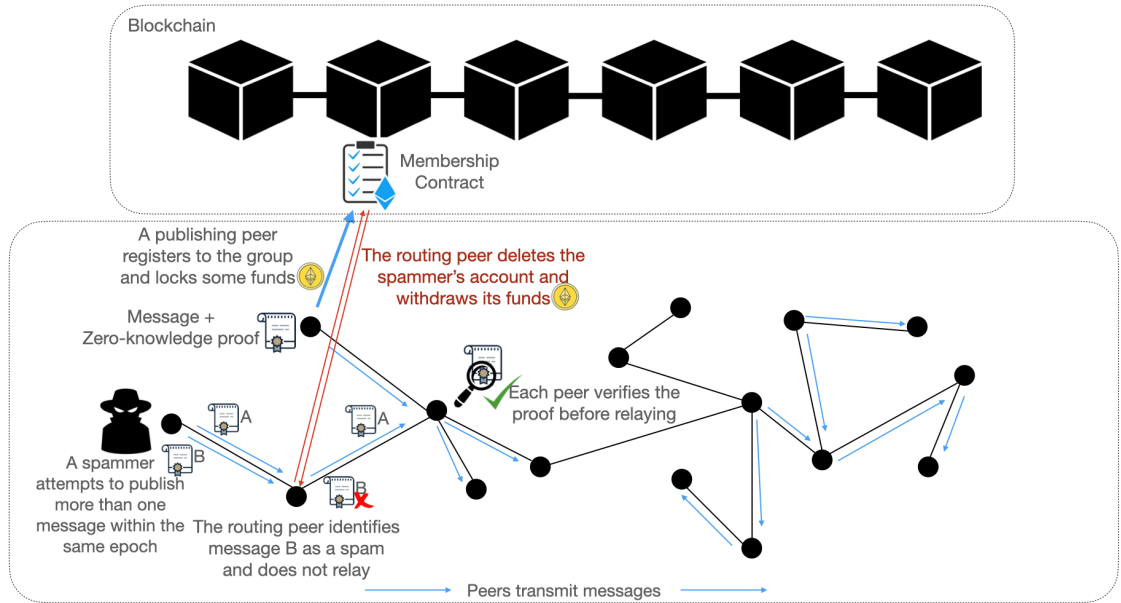 Blockchain
Membership
Contract
A publishing peer
registers to the group
and locks some funds
The routing peer deletes the
spammer’s account and
withdraws its funds
Message +
Zero-knowledge proof
Each peer verifies the
proof before relaying
A
A
B
B
A spammer
attempts to publish
more than one
message within the
same epoch
The routing peer identifies
message B as a spam
and does not relay
Peers transmit messages